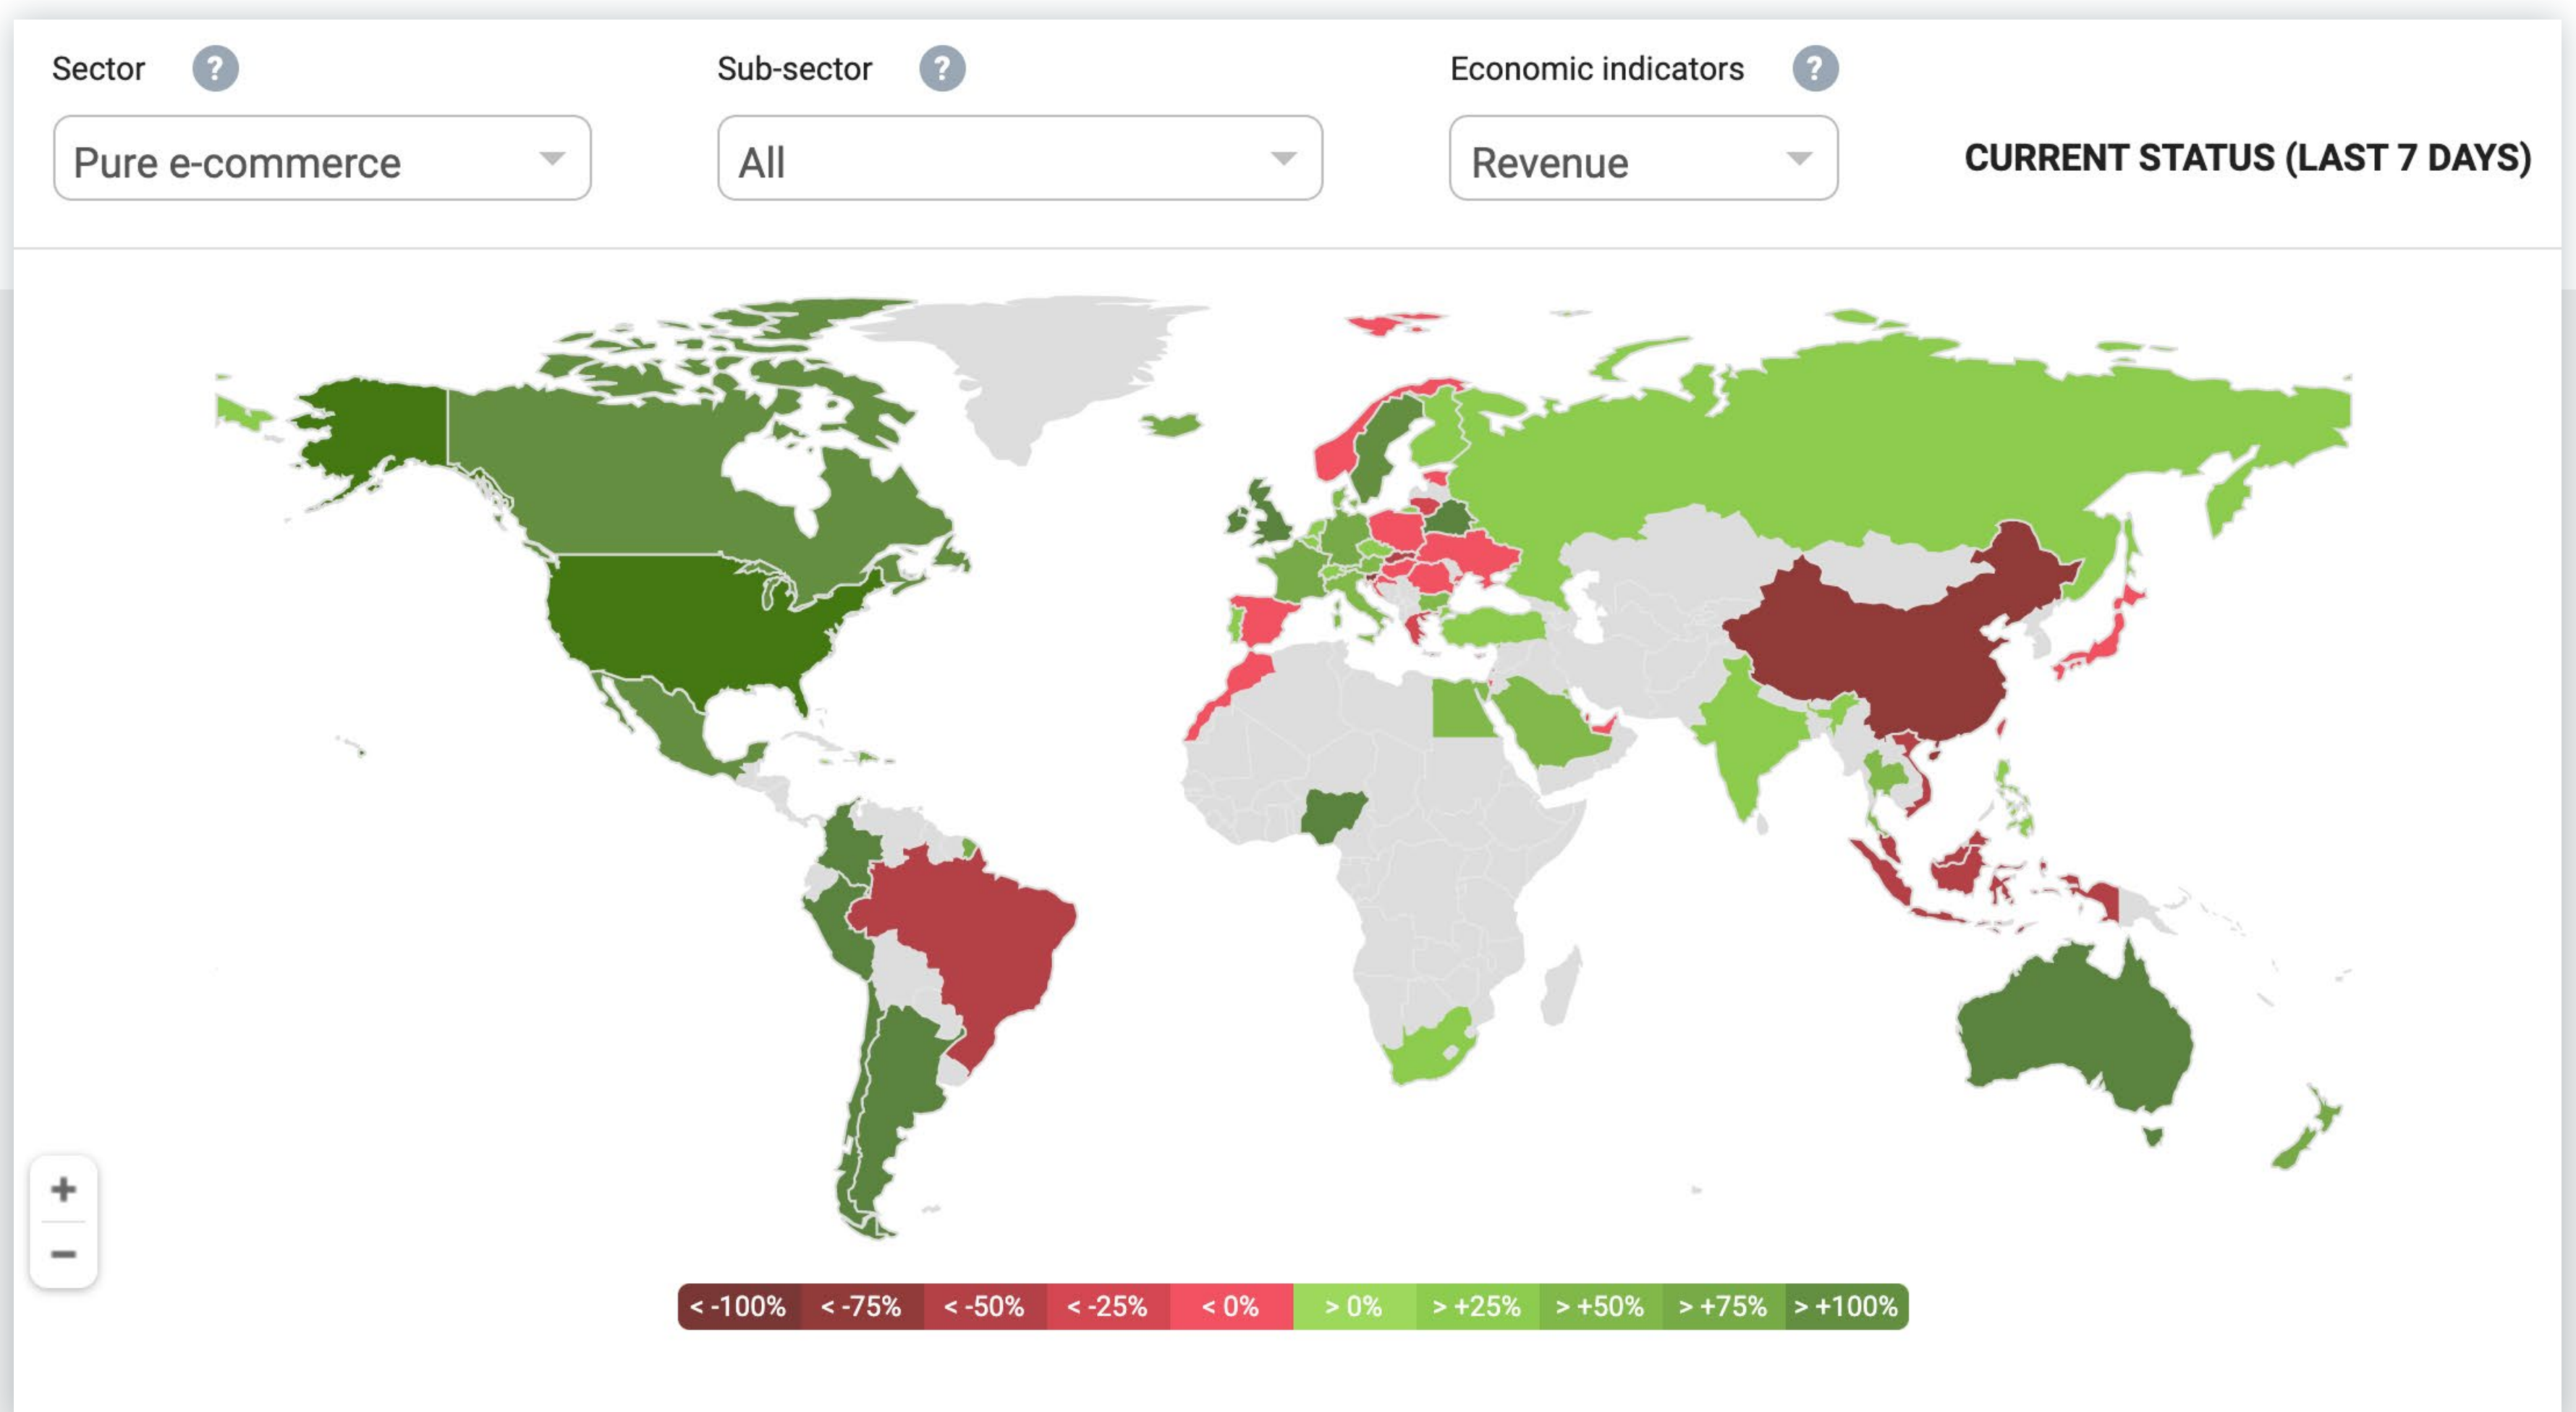 Sector ?
Sub-sector ?
Economic indicators ?
Pure e-commerce
All
Revenue
CURRENT STATUS (LAST 7 DAYS)
+
−
< -100% < -75% < -50% < -25% < 0% > 0% > +25% > +50% > +75% > +100%